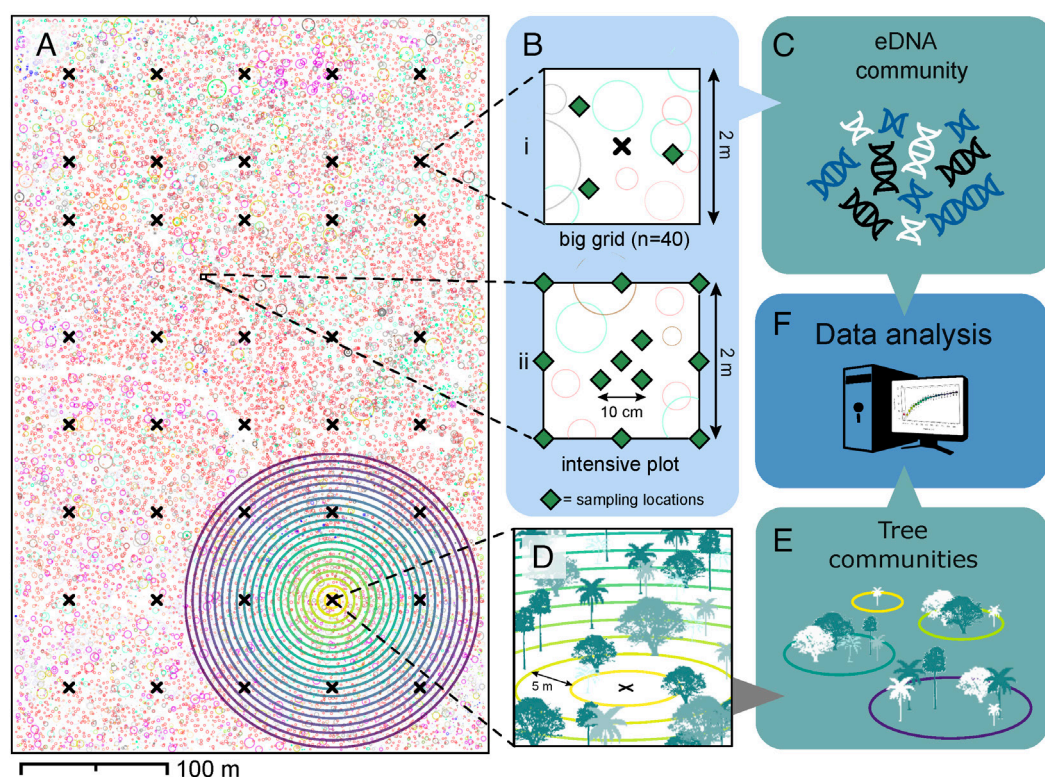 A
100 m
B
i
2 m
big grid (n=40)
ii
2 m
10 cm
intensive plot
= sampling locations
C
eDNA
community
D
5 m
E
Tree
communities
F
Data analysis